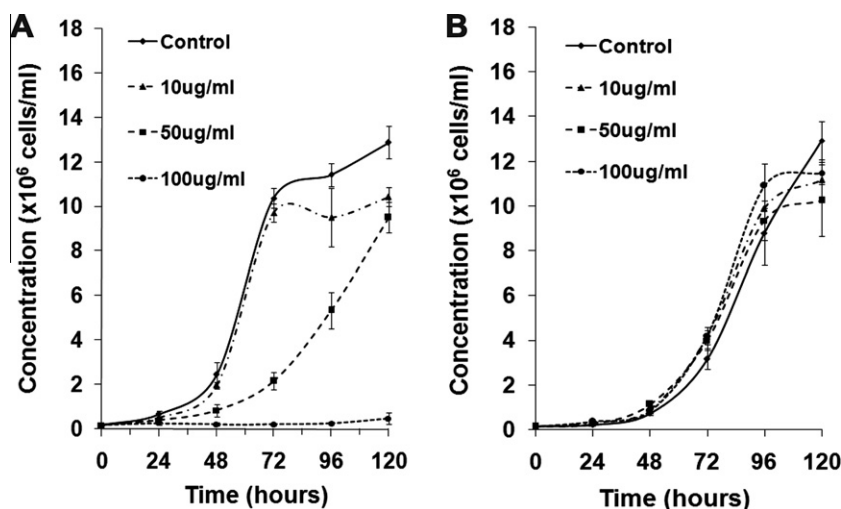 A
Concentration (x10⁶ cells/ml)
18
16
14
12
10
8
6
4
2
0
Control
10ug/ml
50ug/ml
100ug/ml
0 24 48 72 96 120
Time (hours)
B
Concentration (x10⁶ cells/ml)
18
16
14
12
10
8
6
4
2
0
Control
10ug/ml
50ug/ml
100ug/ml
0 24 48 72 96 120
Time (hours)